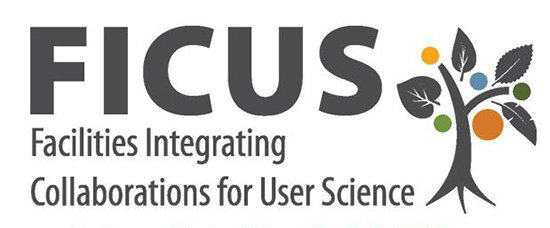 FICUS
Facilities Integrating
Collaborations for User Science